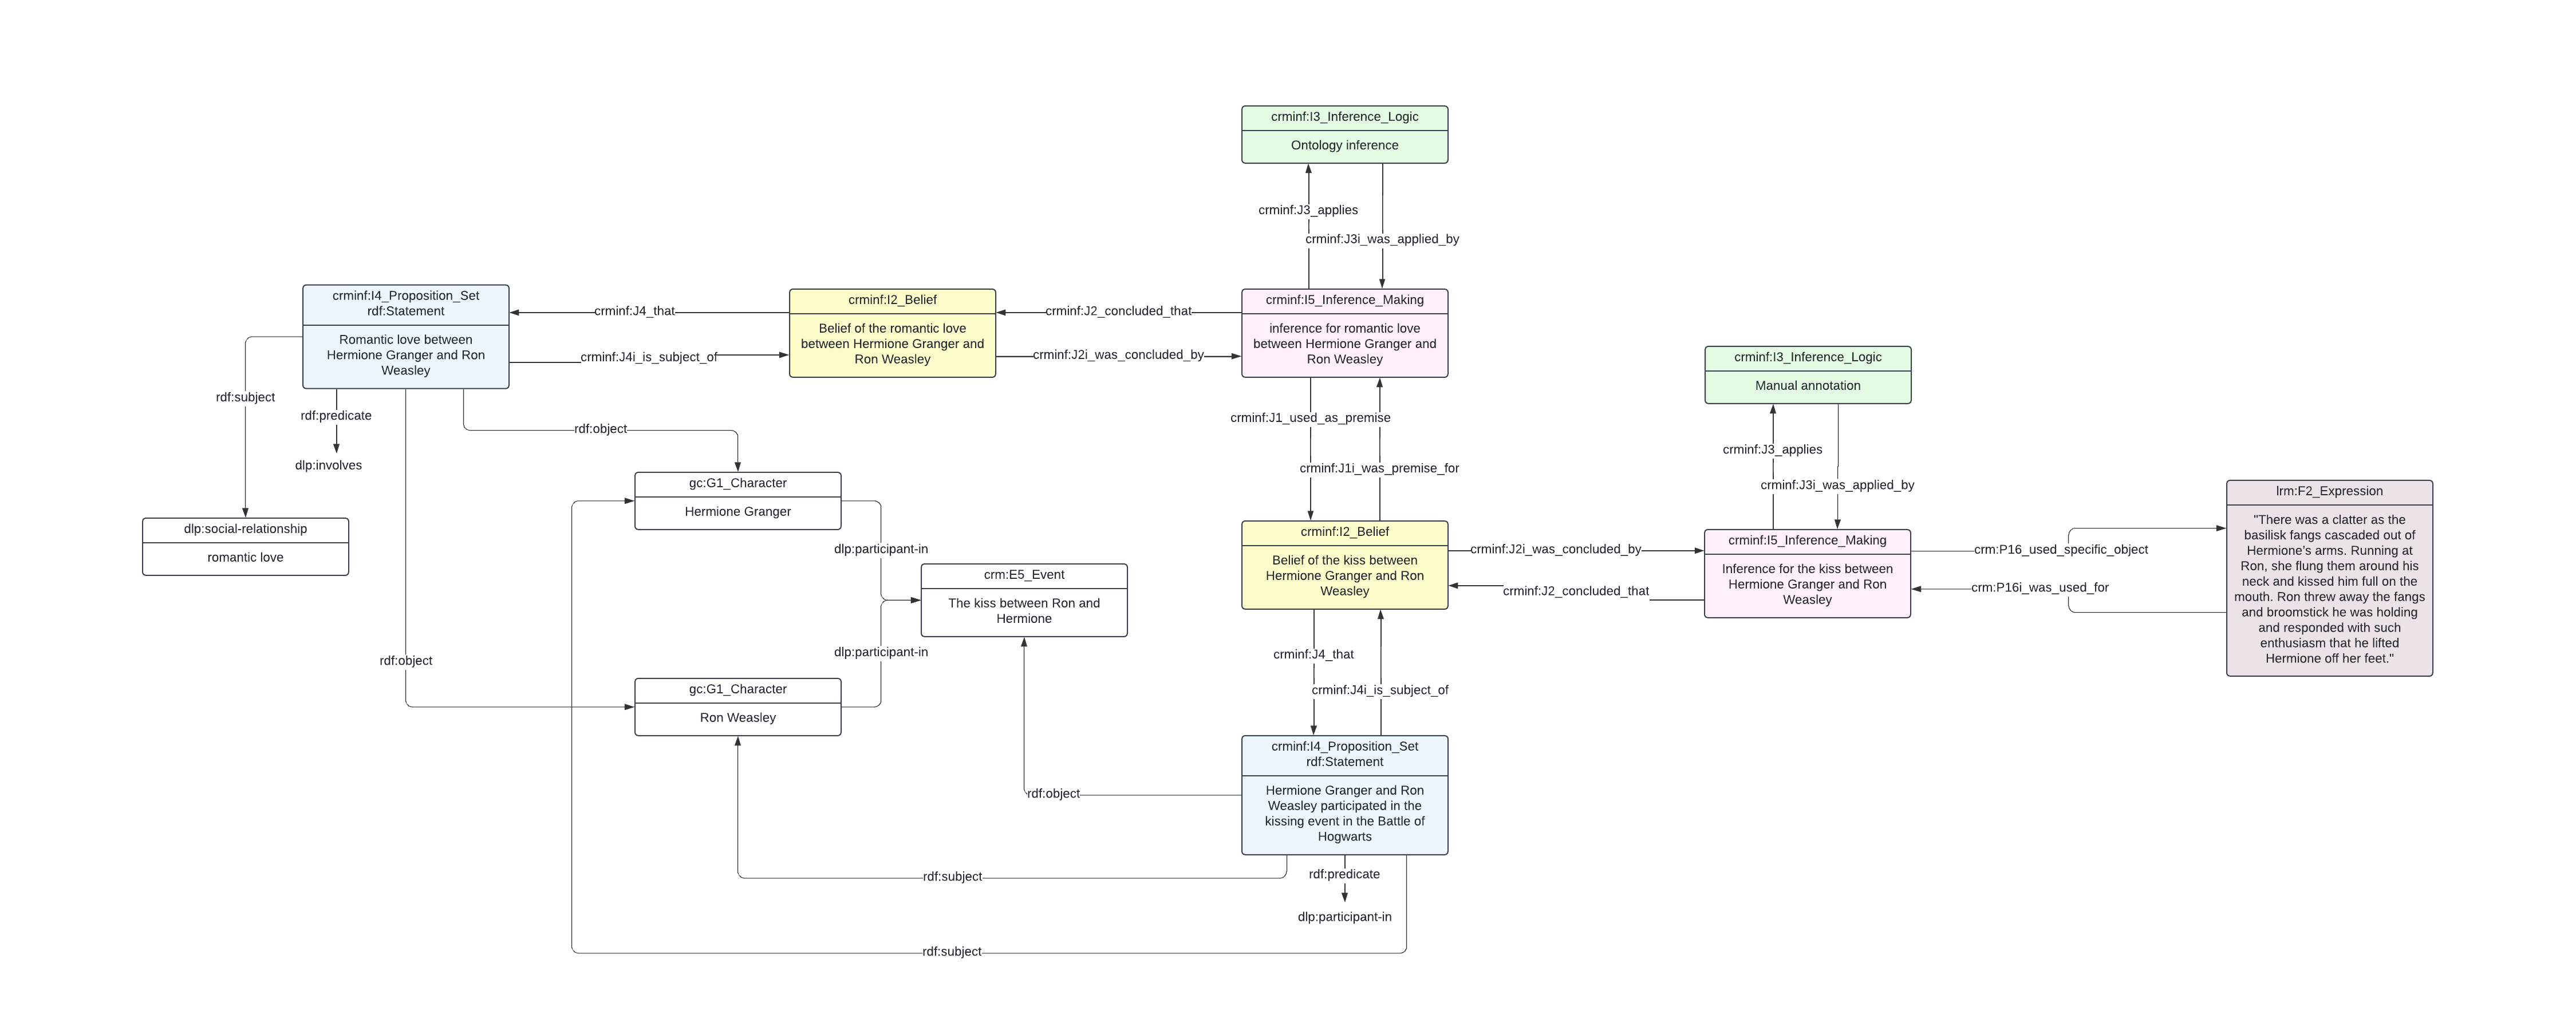 crminf:I3_Inference_Logic
Ontology inference
crminf:J3_applies
crminf:J3i_was_applied_by
crminf:I4_Proposition_Set
rdf:Statement
Romantic love between
Hermione Granger and Ron
Weasley
crminf:J4_that
crminf:J4i_is_subject_of
crminf:I2_Belief
Belief of the romantic love
between Hermione Granger and
Ron Weasley
crminf:J2_concluded_that
crminf:J2i_was_concluded_by
crminf:I5_Inference_Making
inference for romantic love
between Hermione Granger and
Ron Weasley
crminf:I3_Inference_Logic
Manual annotation
rdf:subject
rdf:predicate
dlp:involves
rdf:object
rdf:object
crminf:J1_used_as_premise
crminf:J1i_was_premise_for
crminf:J3_applies
crminf:J3i_was_applied_by
dlp:social-relationship
romantic love
gc:G1_Character
Hermione Granger
dlp:participant-in
crm:E5_Event
The kiss between Ron and
Hermione
dlp:participant-in
gc:G1_Character
Ron Weasley
crminf:I2_Belief
Belief of the kiss between
Hermione Granger and Ron
Weasley
crminf:J2i_was_concluded_by
crminf:J2_concluded_that
crminf:I5_Inference_Making
Inference for the kiss between
Hermione Granger and Ron
Weasley
crm:P16_used_specific_object
crm:P16i_was_used_for
lrm:F2_Expression
"There was a clatter as the
basilisk fangs cascaded out of
Hermione's arms. Running at
Ron, she flung them around his
neck and kissed him full on the
mouth. Ron threw away the fangs
and broomstick he was holding
and responded with such
enthusiasm that he lifted
Hermione off her feet."
crminf:J4_that
crminf:J4i_is_subject_of
crminf:I4_Proposition_Set
rdf:Statement
Hermione Granger and Ron
Weasley participated in the
kissing event in the Battle of
Hogwarts
rdf:object
rdf:subject
rdf:predicate
dlp:participant-in
rdf:subject